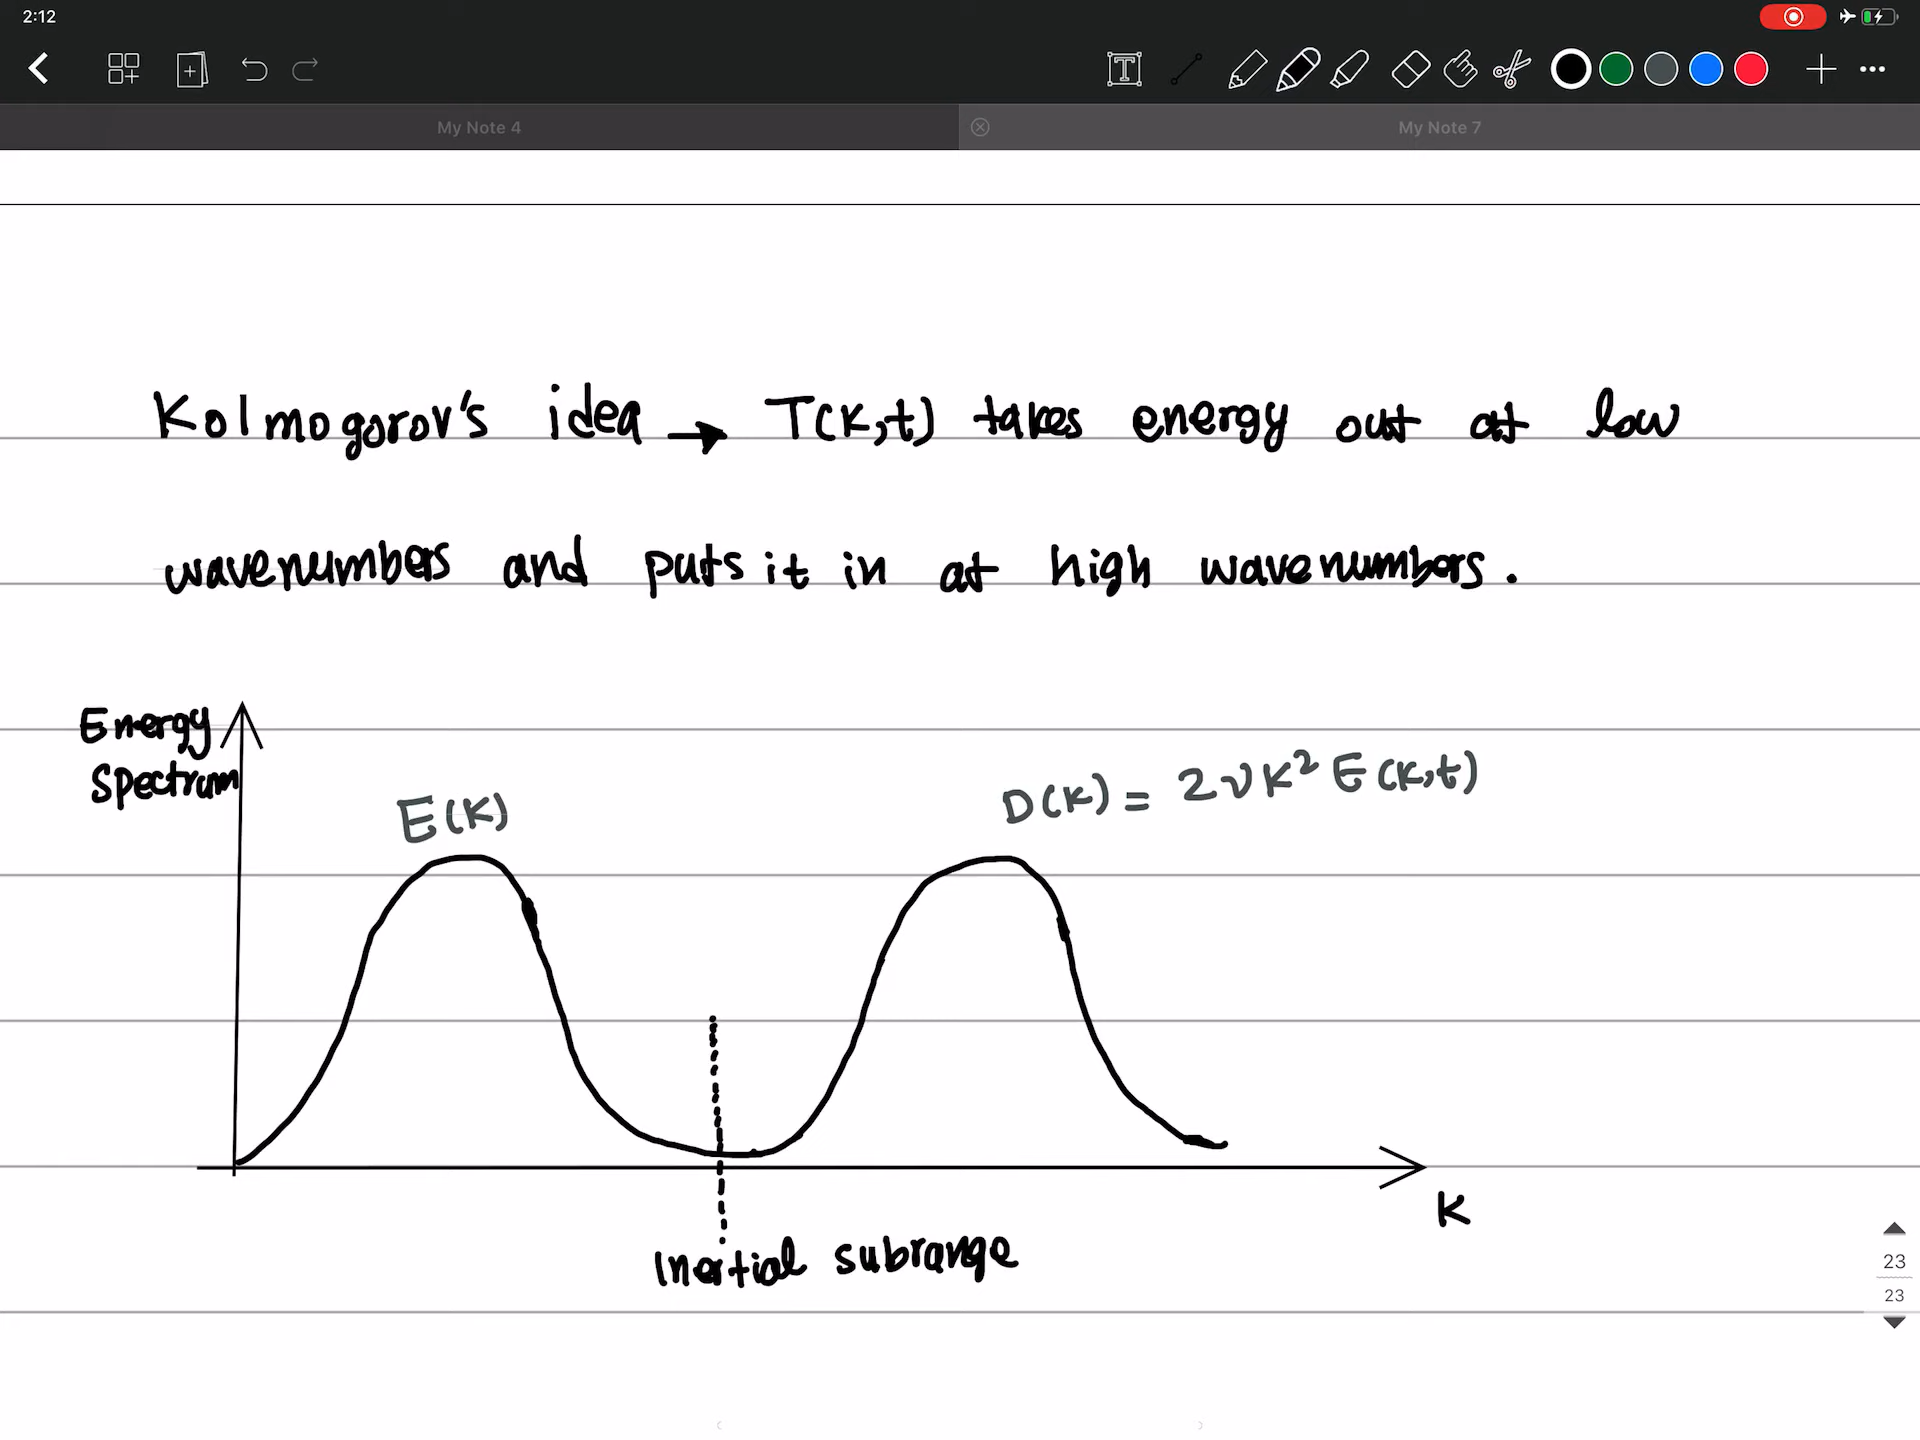 2:12
T
My Note 4
My Note 7
Kolmogorov's idea → T(K,t) takes energy out at low
wavenumbers and puts it in at high wavenumbers.
Energy
Spectrum
E(K)
D(K) = 2νK² E(K,t)
K
Inertial subrange
23
23